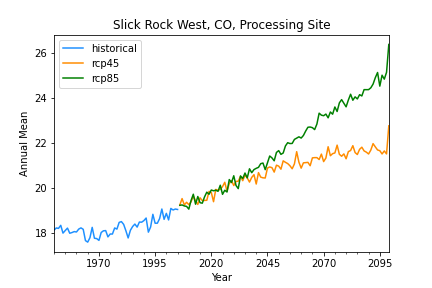 Slick Rock West, CO, Processing Site
historical
rcp45
rcp85
Annual Mean
26
24
22
20
18
1970 1995 2020 2045 2070 2095
Year